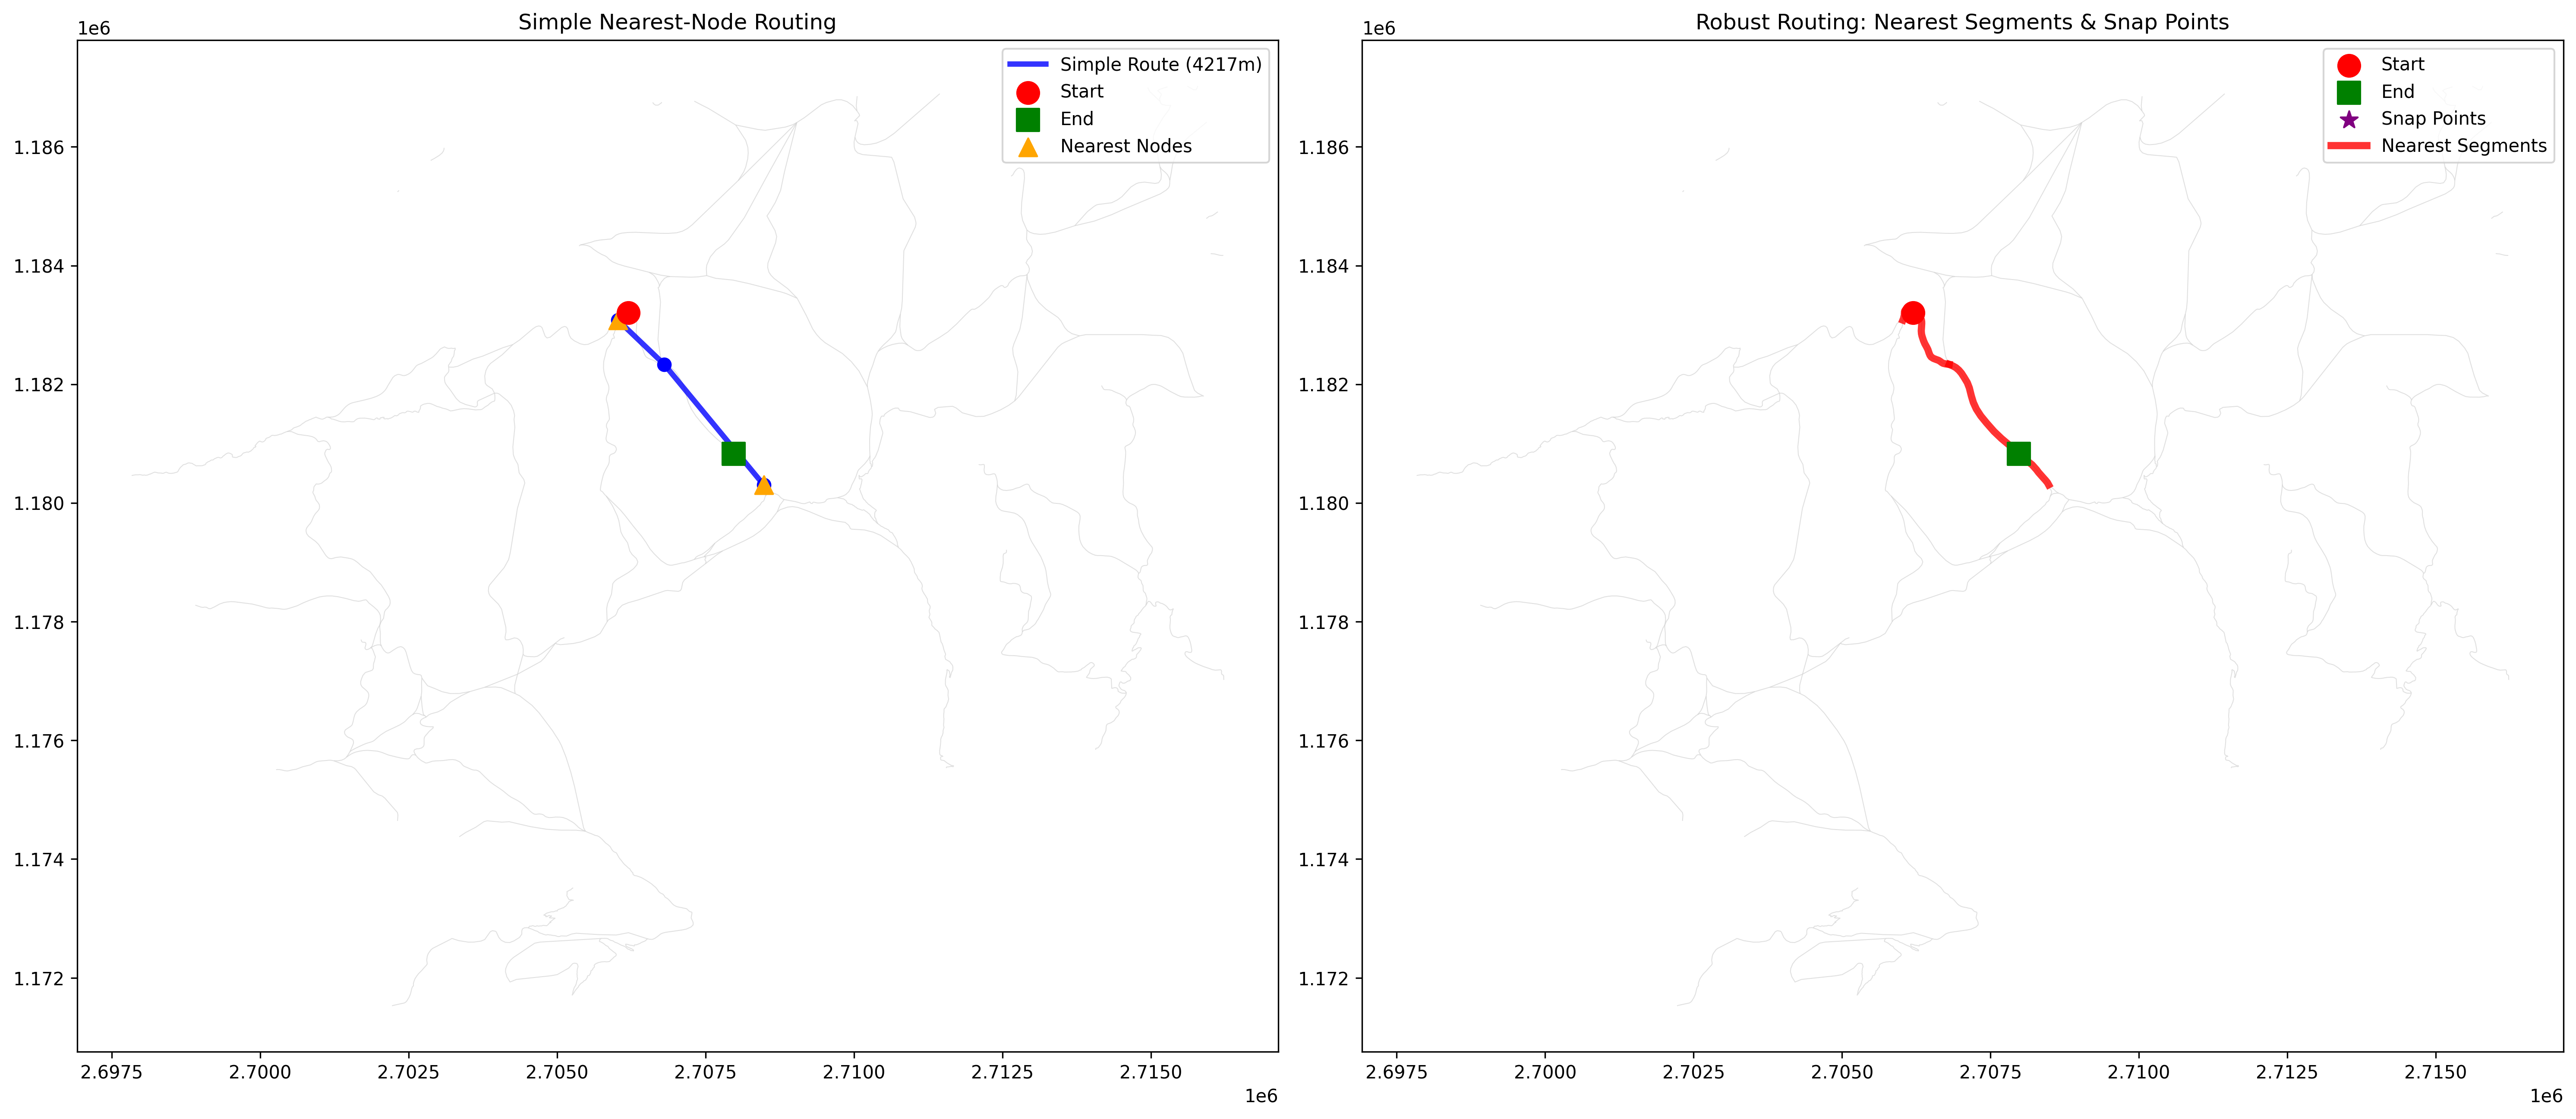 Simple Nearest-Node Routing
1e6
Simple Route (4217m)
Start
End
Nearest Nodes
1.186
1.184
1.182
1.180
1.178
1.176
1.174
1.172
2.6975 2.7000 2.7025 2.7050 2.7075 2.7100 2.7125 2.7150
1e6
Robust Routing: Nearest Segments & Snap Points
1e6
Start
End
Snap Points
Nearest Segments
1.186
1.184
1.182
1.180
1.178
1.176
1.174
1.172
2.6975 2.7000 2.7025 2.7050 2.7075 2.7100 2.7125 2.7150
1e6